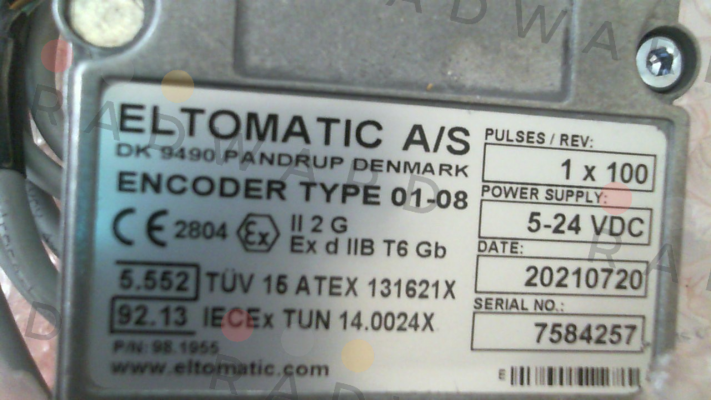 ELTOMATIC A/S
DK 9490 PANDRUP DENMARK
ENCODER TYPE 01-08
CE 2804 Ex II 2 G
Ex d IIB T6 Gb
5.552 TÜV 15 ATEX 131621X
92.13 IECEx TUN 14.0024X
P/N: 98.1955
www.eltomatic.com
PULSES / REV:
1 x 100
POWER SUPPLY:
5-24 VDC
DATE:
20210720
SERIAL NO.:
7584257
RADWARD